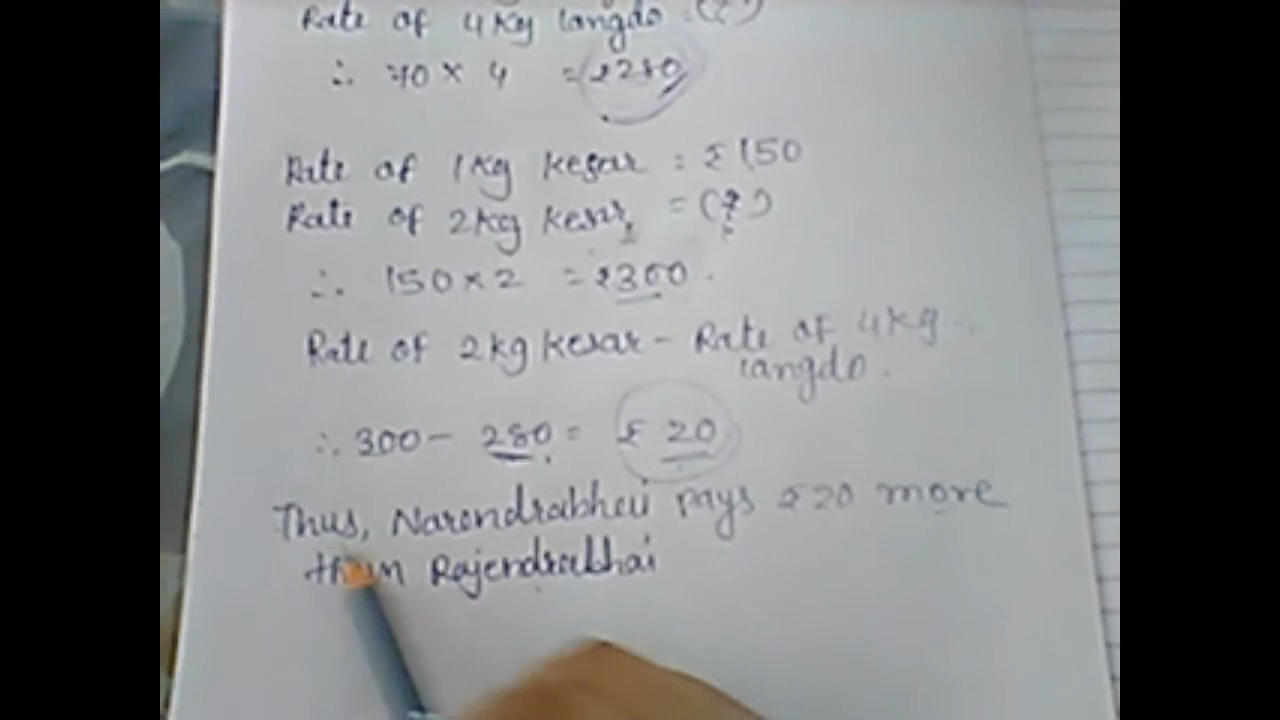 Rate of 4Kg langdo = (?)
∴ 70 × 4 = ₹280
Rate of 1Kg kesar = ₹150
Rate of 2Kg kesar = (?)
∴ 150 × 2 = ₹300.
Rate of 2kg kesar - Rate of 4kg
langdo.
∴ 300 - 280 = ₹ 20
Thus, Narendrabhai pays ₹20 more
than Rajendrabhai